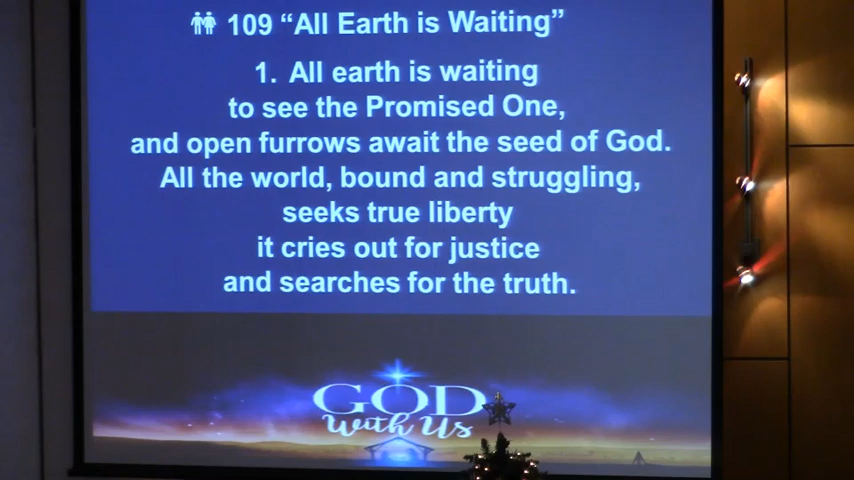 109 “All Earth is Waiting”
1. All earth is waiting
to see the Promised One,
and open furrows await the seed of God.
All the world, bound and struggling,
seeks true liberty
it cries out for justice
and searches for the truth.
GOD
With Us